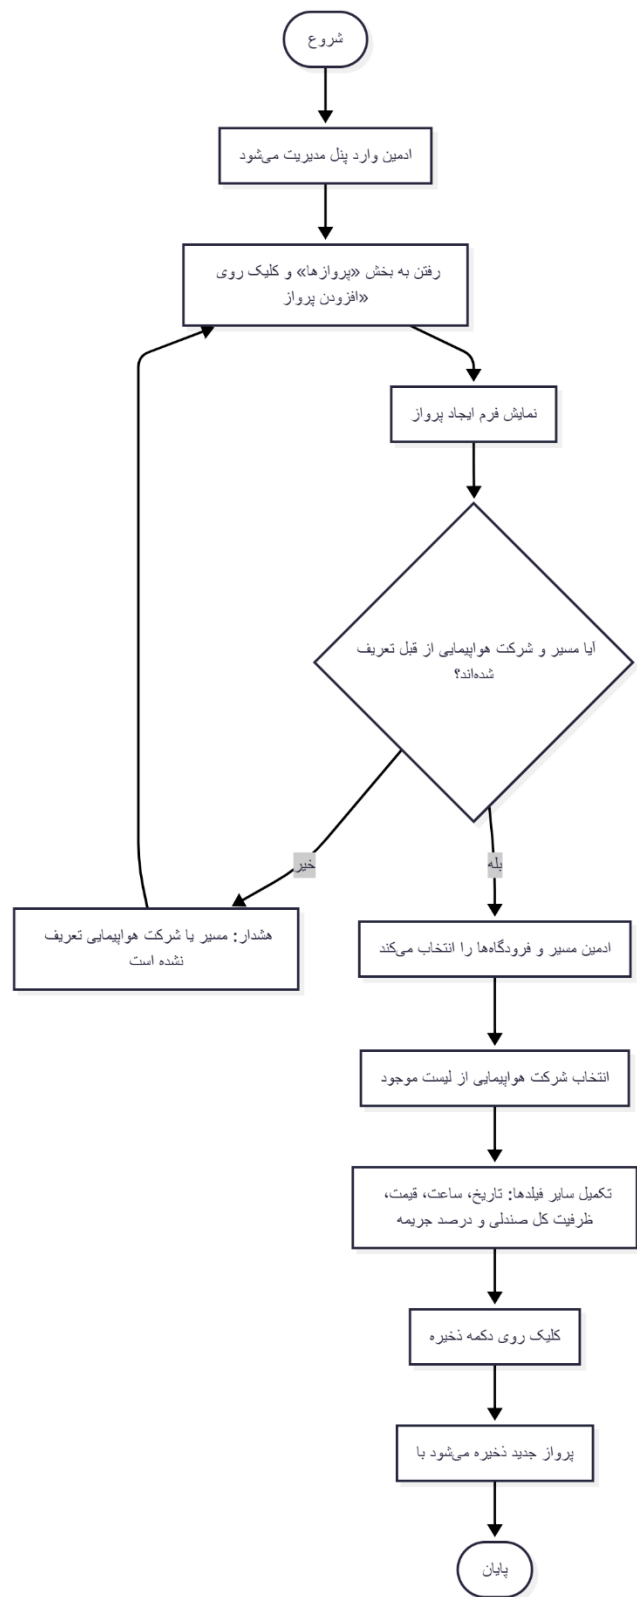 شروع
ادمین وارد پنل مدیریت می‌شود
رفتن به بخش «پروازها» و کلیک روی
«افزودن پرواز
نمایش فرم ایجاد پرواز
آیا مسیر و شرکت هواپیمایی از قبل تعریف
شده‌اند؟
خیر
بله
هشدار: مسیر یا شرکت هواپیمایی تعریف
نشده است
ادمین مسیر و فرودگاه‌ها را انتخاب می‌کند
انتخاب شرکت هواپیمایی از لیست موجود
تکمیل سایر فیلدها: تاریخ، ساعت، قیمت،
ظرفیت کل صندلی و درصد جریمه
کلیک روی دکمه ذخیره
پرواز جدید ذخیره می‌شود با
پایان